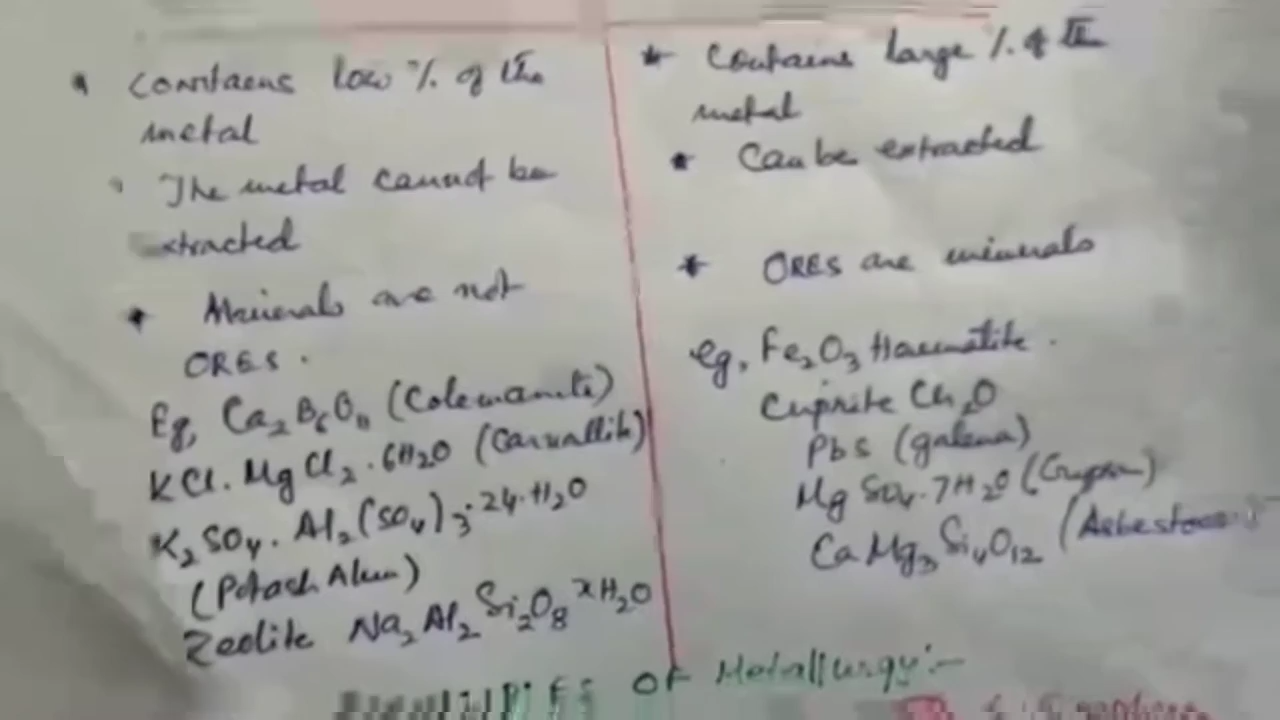 Contains low % of the
metal
The metal cannot be
extracted
* Minerals are not
ORES.
Eg, Ca2B6O11 (Colemanite)
KCl.MgCl2.6H2O (Carnallite)
K2SO4.Al2(SO4)3.24.H2O
(Potash Alum)
Zeolite Na2Al2Si2O8 xH2O
* Contains large % of the
metal
* Can be extracted
* ORES are minerals
eg, Fe2O3 Haematite.
Cuprite Cu2O
PbS (galena)
MgSO4.7H2O (Gypsum)
CaMg3Si4O12 (Asbestos
OF Metallurgy:-